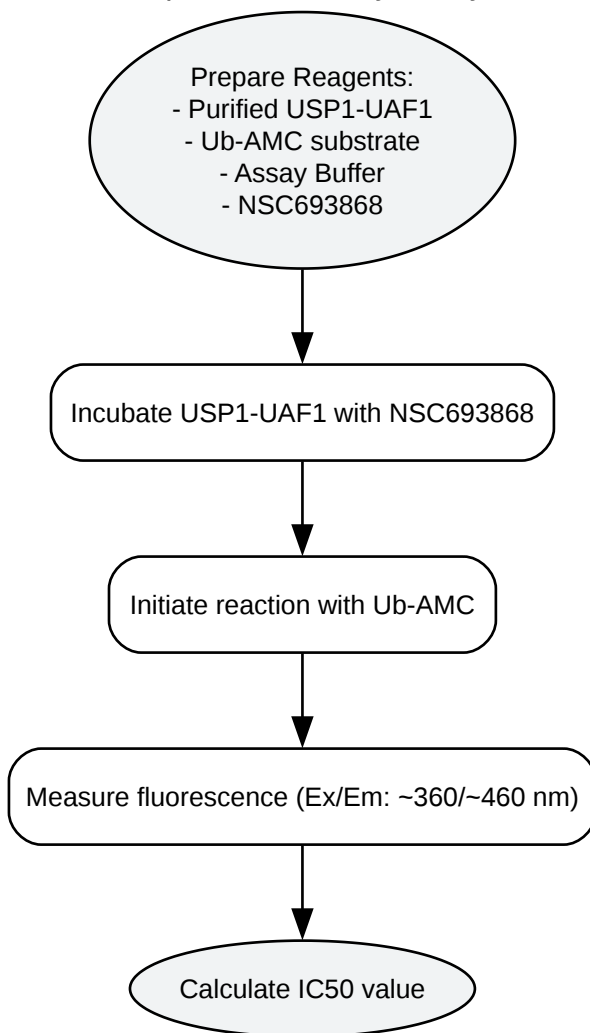 Prepare Reagents:
- Purified USP1-UAF1
- Ub-AMC substrate
- Assay Buffer
- NSC693868
Incubate USP1-UAF1 with NSC693868
Initiate reaction with Ub-AMC
Measure fluorescence (Ex/Em: ~360/~460 nm)
Calculate IC50 value